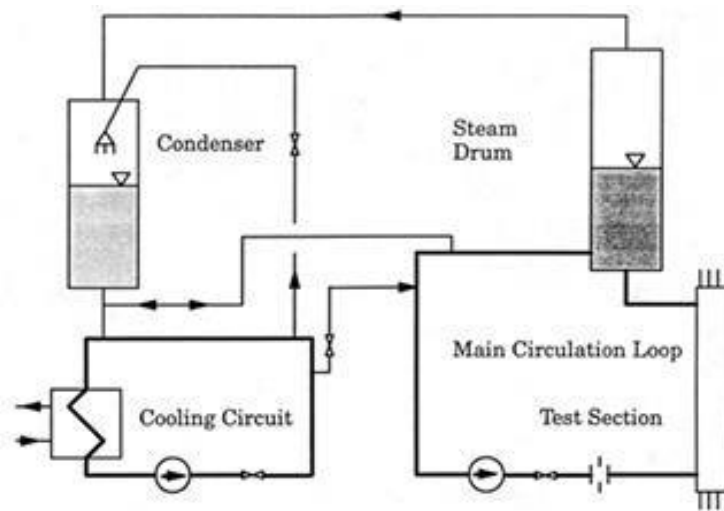 Condenser
Steam
Drum
Main Circulation Loop
Cooling Circuit
Test Section